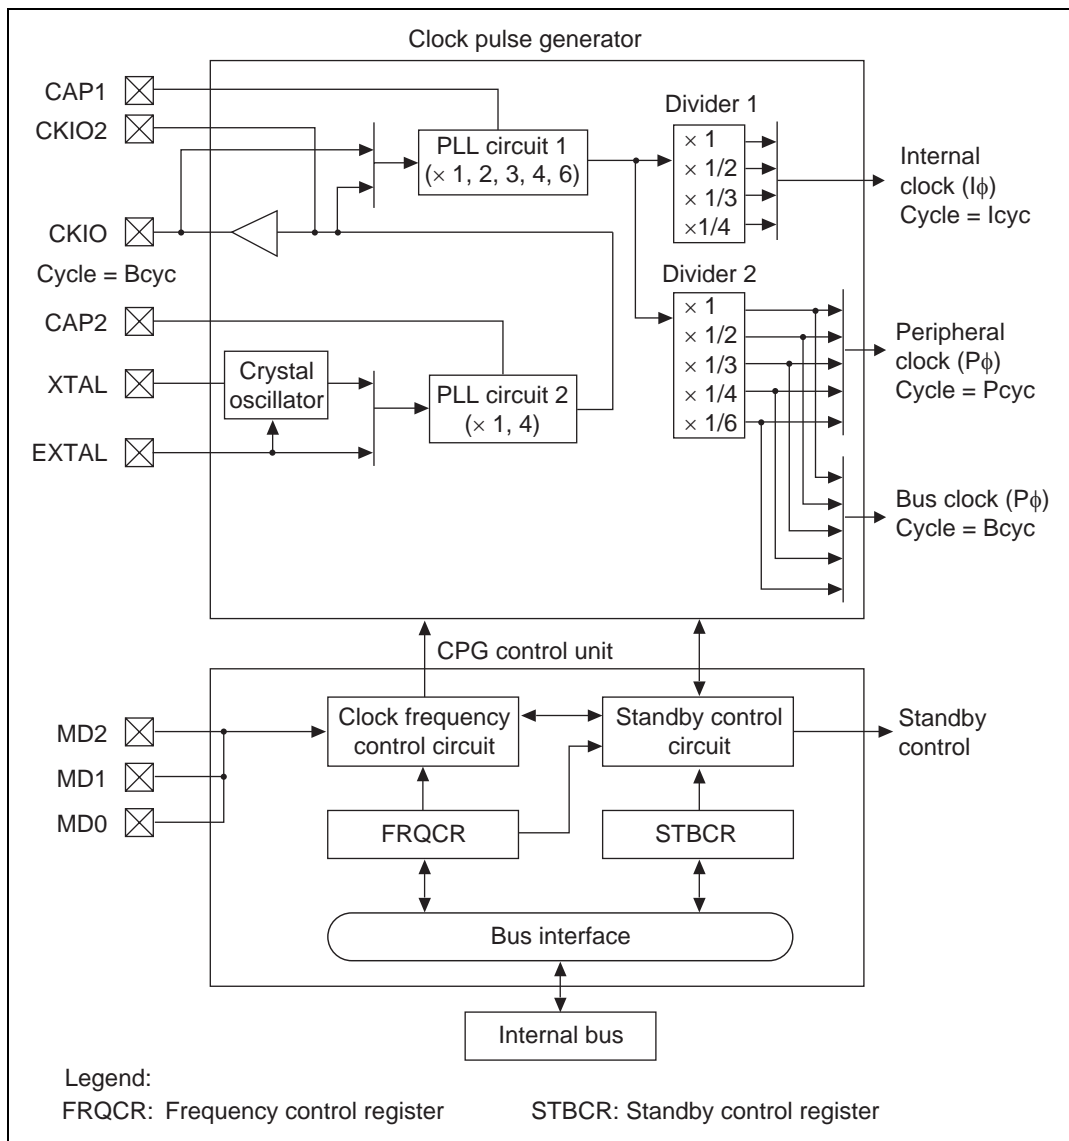 Clock pulse generator
CAP1
CKIO2
CKIO
Cycle = Bcyc
CAP2
XTAL
EXTAL
PLL circuit 1
(× 1, 2, 3, 4, 6)
Crystal
oscillator
PLL circuit 2
(× 1, 4)
Divider 1
× 1
× 1/2
× 1/3
×1/4
Divider 2
× 1
× 1/2
× 1/3
× 1/4
× 1/6
Internal
clock (Iϕ)
Cycle = Icyc
Peripheral
clock (Pϕ)
Cycle = Pcyc
Bus clock (Pϕ)
Cycle = Bcyc
CPG control unit
MD2
MD1
MD0
Clock frequency
control circuit
Standby control
circuit
Standby
control
FRQCR
STBCR
Bus interface
Internal bus
Legend:
FRQCR: Frequency control register
STBCR: Standby control register